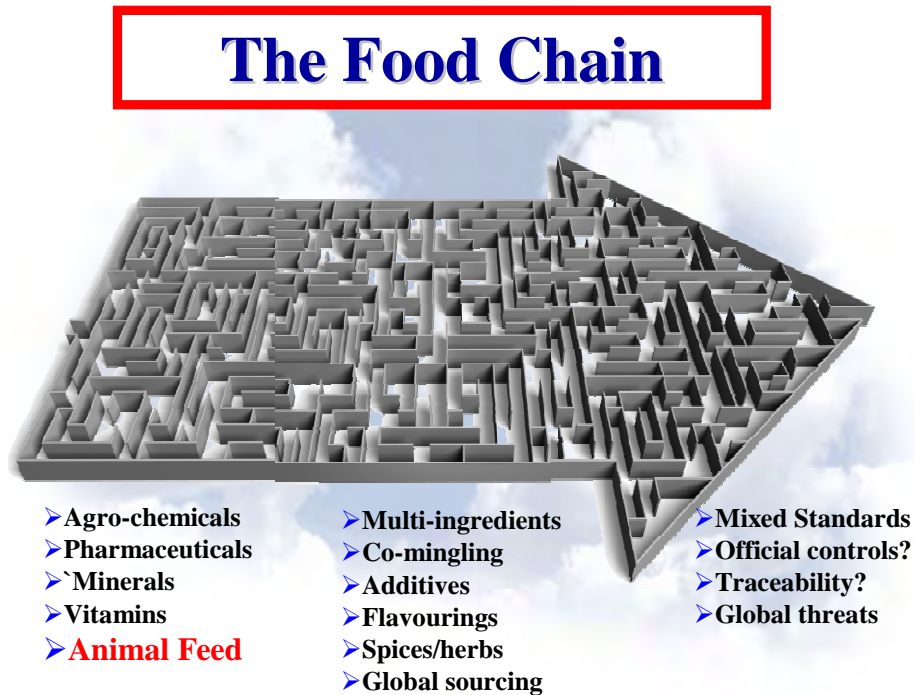 The Food Chain
➢Agro-chemicals
➢Pharmaceuticals
➢`Minerals
➢Vitamins
➢Animal Feed
➢Multi-ingredients
➢Co-mingling
➢Additives
➢Flavourings
➢Spices/herbs
➢Global sourcing
➢Mixed Standards
➢Official controls?
➢Traceability?
➢Global threats